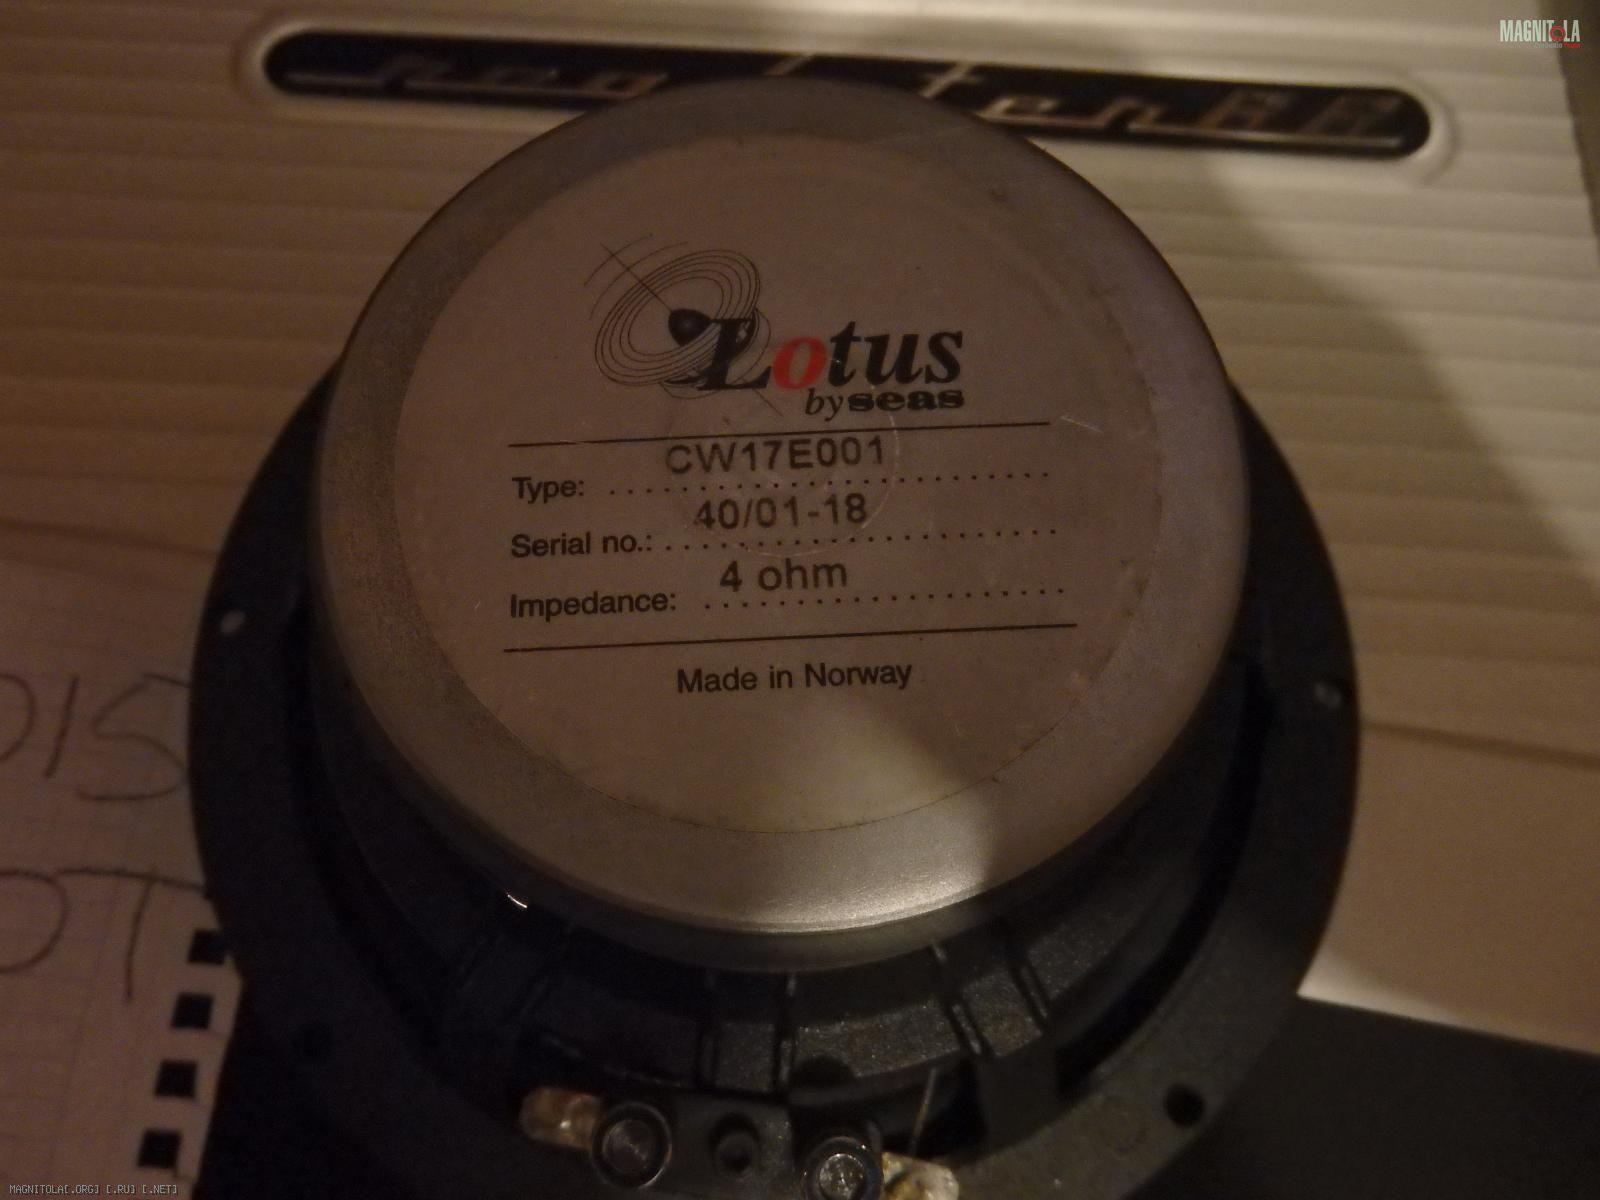 MAGNITOLA
Lotus
by seas
Type: CW17E001
Serial no.: 40/01-18
Impedance: 4 ohm
Made in Norway
MAGNITOLA[.ORG] [.RU] [.NET]